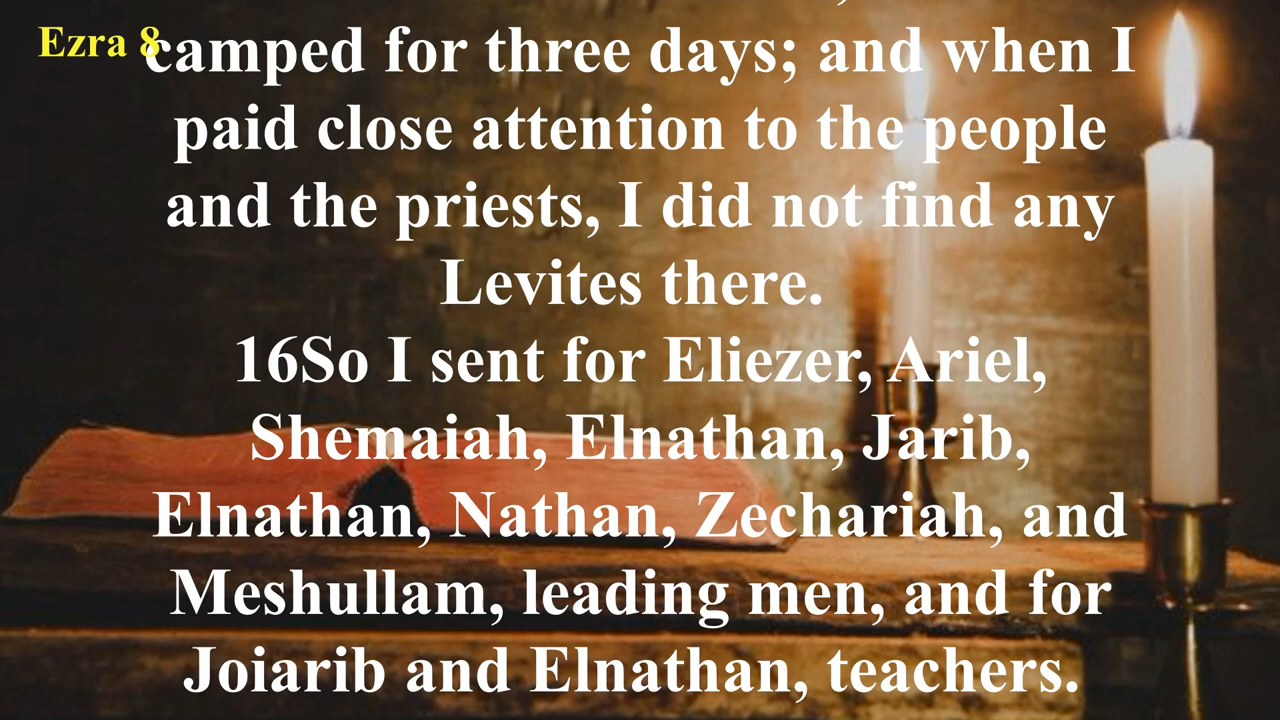 Ezra 8
camped for three days; and when I
paid close attention to the people
and the priests, I did not find any
Levites there.
16So I sent for Eliezer, Ariel,
Shemaiah, Elnathan, Jarib,
Elnathan, Nathan, Zechariah, and
Meshullam, leading men, and for
Joiarib and Elnathan, teachers.